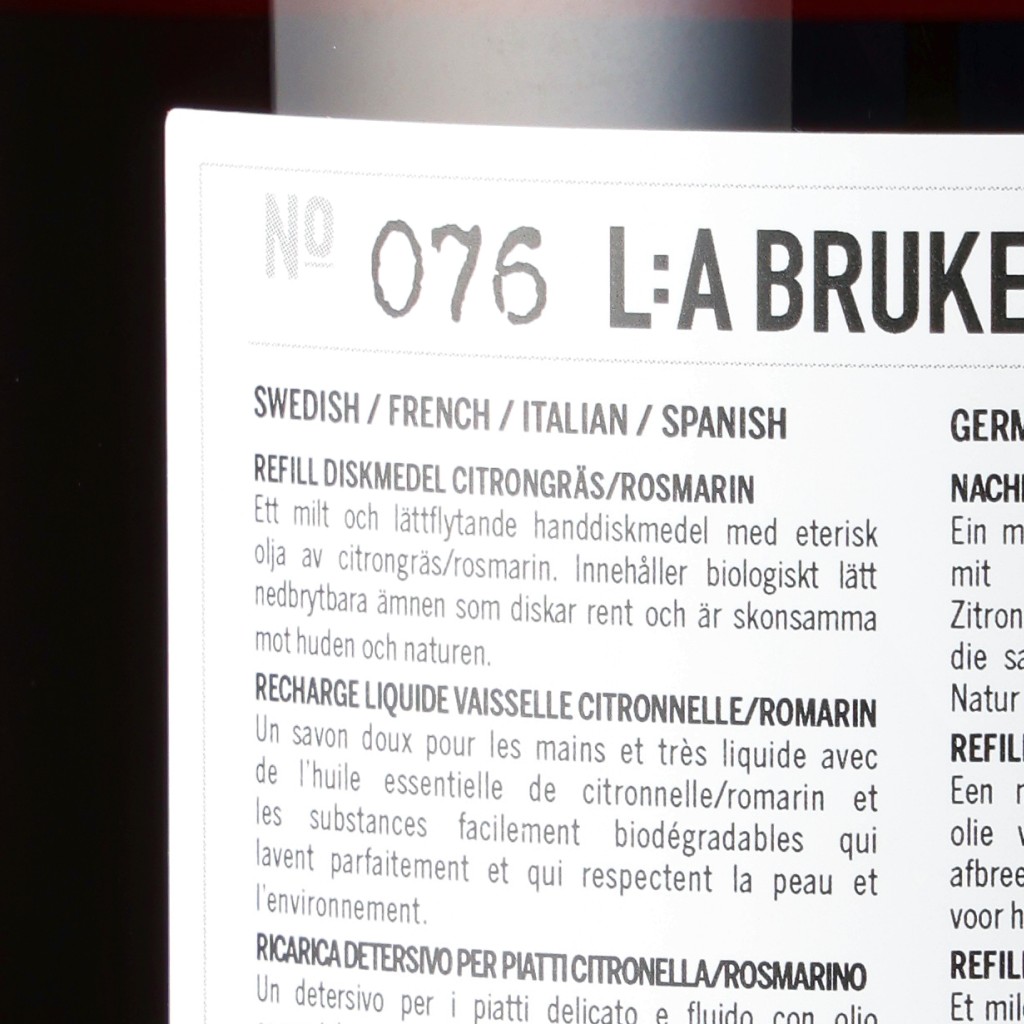 Nº 076 L:A BRUKE
SWEDISH / FRENCH / ITALIAN / SPANISH
REFILL DISKMEDEL CITRONGRÄS/ROSMARIN
Ett milt och lättflytande handdiskmedel med eterisk
olja av citrongräs/rosmarin. Innehåller biologiskt lätt
nedbrytbara ämnen som diskar rent och är skonsamma
mot huden och naturen.
RECHARGE LIQUIDE VAISSELLE CITRONNELLE/ROMARIN
Un savon doux pour les mains et très liquide avec
de l'huile essentielle de citronnelle/romarin et
les substances facilement biodégradables qui
lavent parfaitement et qui respectent la peau et
l'environnement.
RICARICA DETERSIVO PER PIATTI CITRONELLA/ROSMARINO
Un detersivo per i piatti delicato e fluido con olio
GERM
NACHI
Ein m
mit
Zitron
die sa
Natur
REFIL
Een
olie v
afbree
voor h
REFIL
Et mil